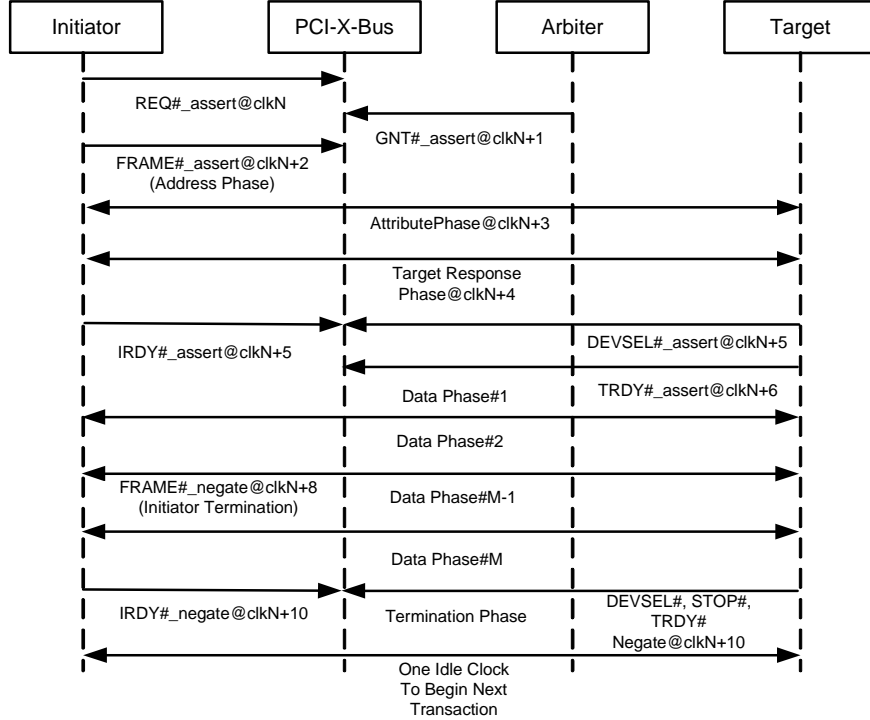 Initiator
PCI-X-Bus
Arbiter
Target
REQ#_assert@clkN
GNT#_assert@clkN+1
FRAME#_assert@clkN+2
(Address Phase)
AttributePhase@clkN+3
Target Response
Phase@clkN+4
IRDY#_assert@clkN+5
DEVSEL#_assert@clkN+5
Data Phase#1
TRDY#_assert@clkN+6
Data Phase#2
FRAME#_negate@clkN+8
(Initiator Termination)
Data Phase#M-1
Data Phase#M
IRDY#_negate@clkN+10
Termination Phase
DEVSEL#, STOP#,
TRDY#
Negate@clkN+10
One Idle Clock
To Begin Next
Transaction